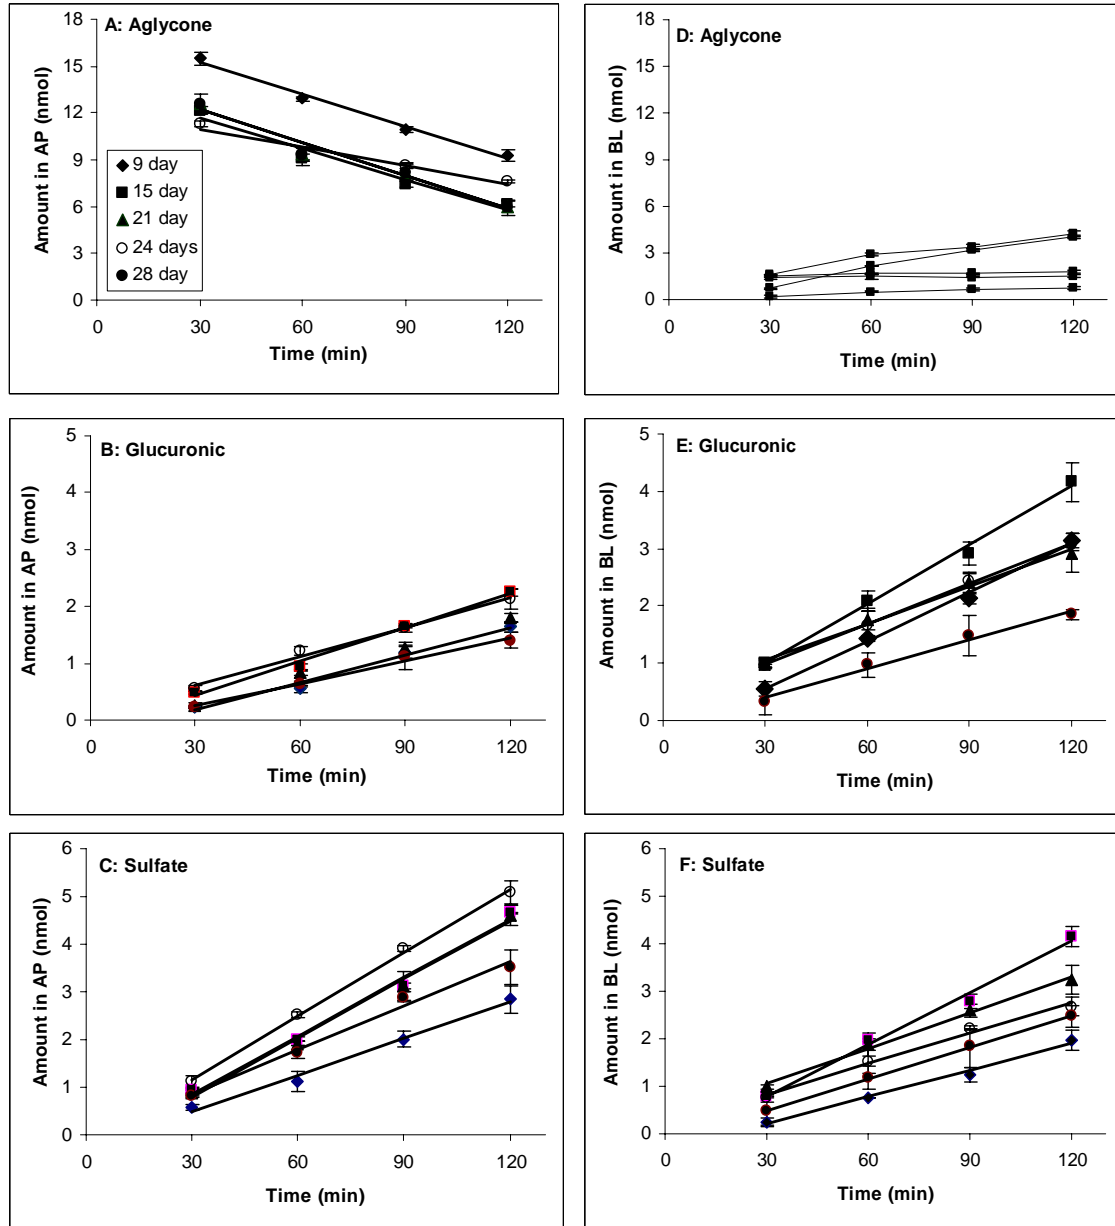 A: Aglycone
18
15
12
9
6
3
0
Amount in AP (nmol)
9 day
15 day
21 day
24 days
28 day
0 30 60 90 120
Time (min)
D: Aglycone
18
15
12
9
6
3
0
Amount in BL (nmol)
0 30 60 90 120
Time (min)
B: Glucuronic
5
4
3
2
1
0
Amount in AP (nmol)
0 30 60 90 120
Time (min)
E: Glucuronic
5
4
3
2
1
0
Amount in BL (nmol)
0 30 60 90 120
Time (min)
C: Sulfate
6
5
4
3
2
1
0
Amount in AP (nmol)
0 30 60 90 120
Time (min)
F: Sulfate
6
5
4
3
2
1
0
Amount in BL (nmol)
0 30 60 90 120
Time (min)